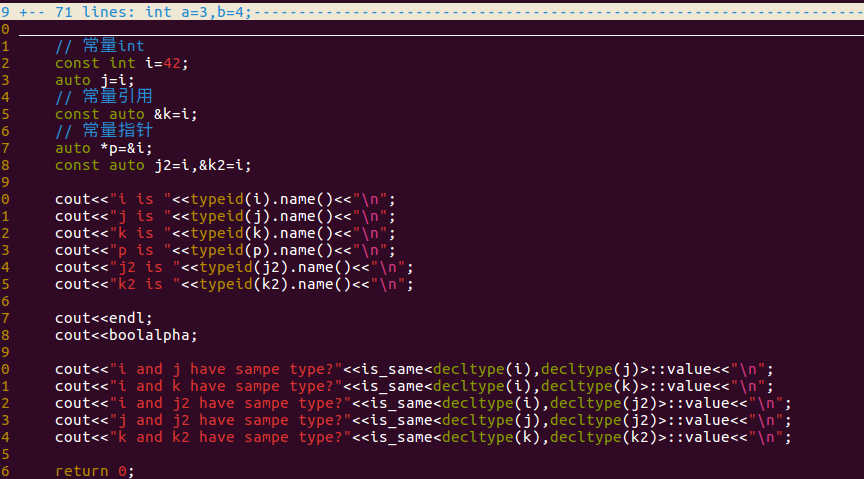 9 +-- 71 lines: int a=3,b=4;--------------------------------------------------------------------
0
1 // 常量int
2 const int i=42;
3 auto j=i;
4 // 常量引用
5 const auto &k=i;
6 // 常量指针
7 auto *p=&i;
8 const auto j2=i,&k2=i;
9
0 cout<<"i is "<<typeid(i).name()<<"\n";
1 cout<<"j is "<<typeid(j).name()<<"\n";
2 cout<<"k is "<<typeid(k).name()<<"\n";
3 cout<<"p is "<<typeid(p).name()<<"\n";
4 cout<<"j2 is "<<typeid(j2).name()<<"\n";
5 cout<<"k2 is "<<typeid(k2).name()<<"\n";
6
7 cout<<endl;
8 cout<<boolalpha;
9
0 cout<<"i and j have sampe type?"<<is_same<decltype(i),decltype(j)>::value<<"\n";
1 cout<<"i and k have sampe type?"<<is_same<decltype(i),decltype(k)>::value<<"\n";
2 cout<<"i and j2 have sampe type?"<<is_same<decltype(i),decltype(j2)>::value<<"\n";
3 cout<<"j and j2 have sampe type?"<<is_same<decltype(j),decltype(j2)>::value<<"\n";
4 cout<<"k and k2 have sampe type?"<<is_same<decltype(k),decltype(k2)>::value<<"\n";
5
6 return 0;